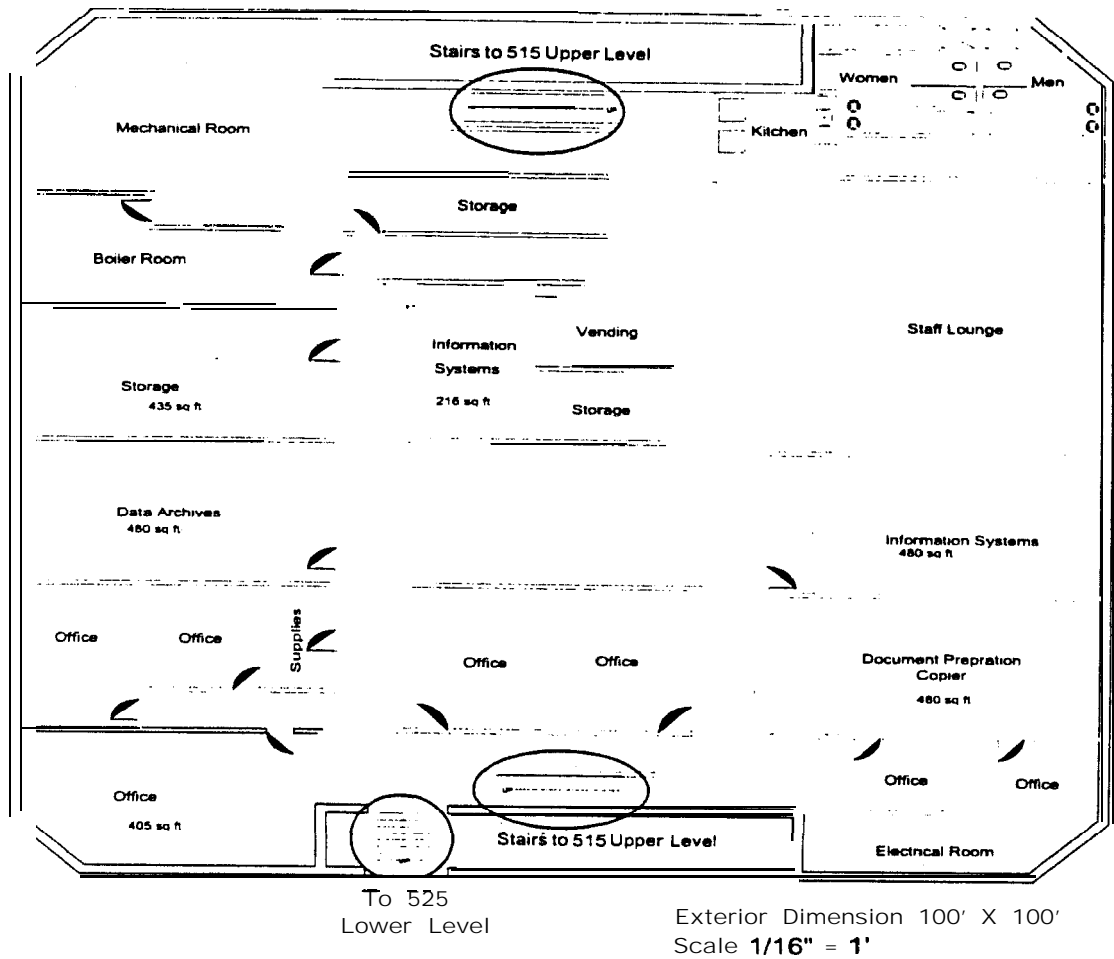 Stairs to 515 Upper Level
UP
Women
Men
Kitchen
Mechanical Room
Storage
Boiler Room
Staff Lounge
Vending
Information
Systems
216 sq ft
Storage
435 sq ft
Storage
Data Archives
480 sq ft
Information Systems
480 sq ft
Office
Office
Supplies
Office
Office
Document Prepration
Copier
480 sq ft
Office
Office
Office
405 sq ft
UP
Stairs to 515 Upper Level
Electrical Room
To 525
Lower Level
Exterior Dimension 100' X 100'
Scale 1/16" = 1'